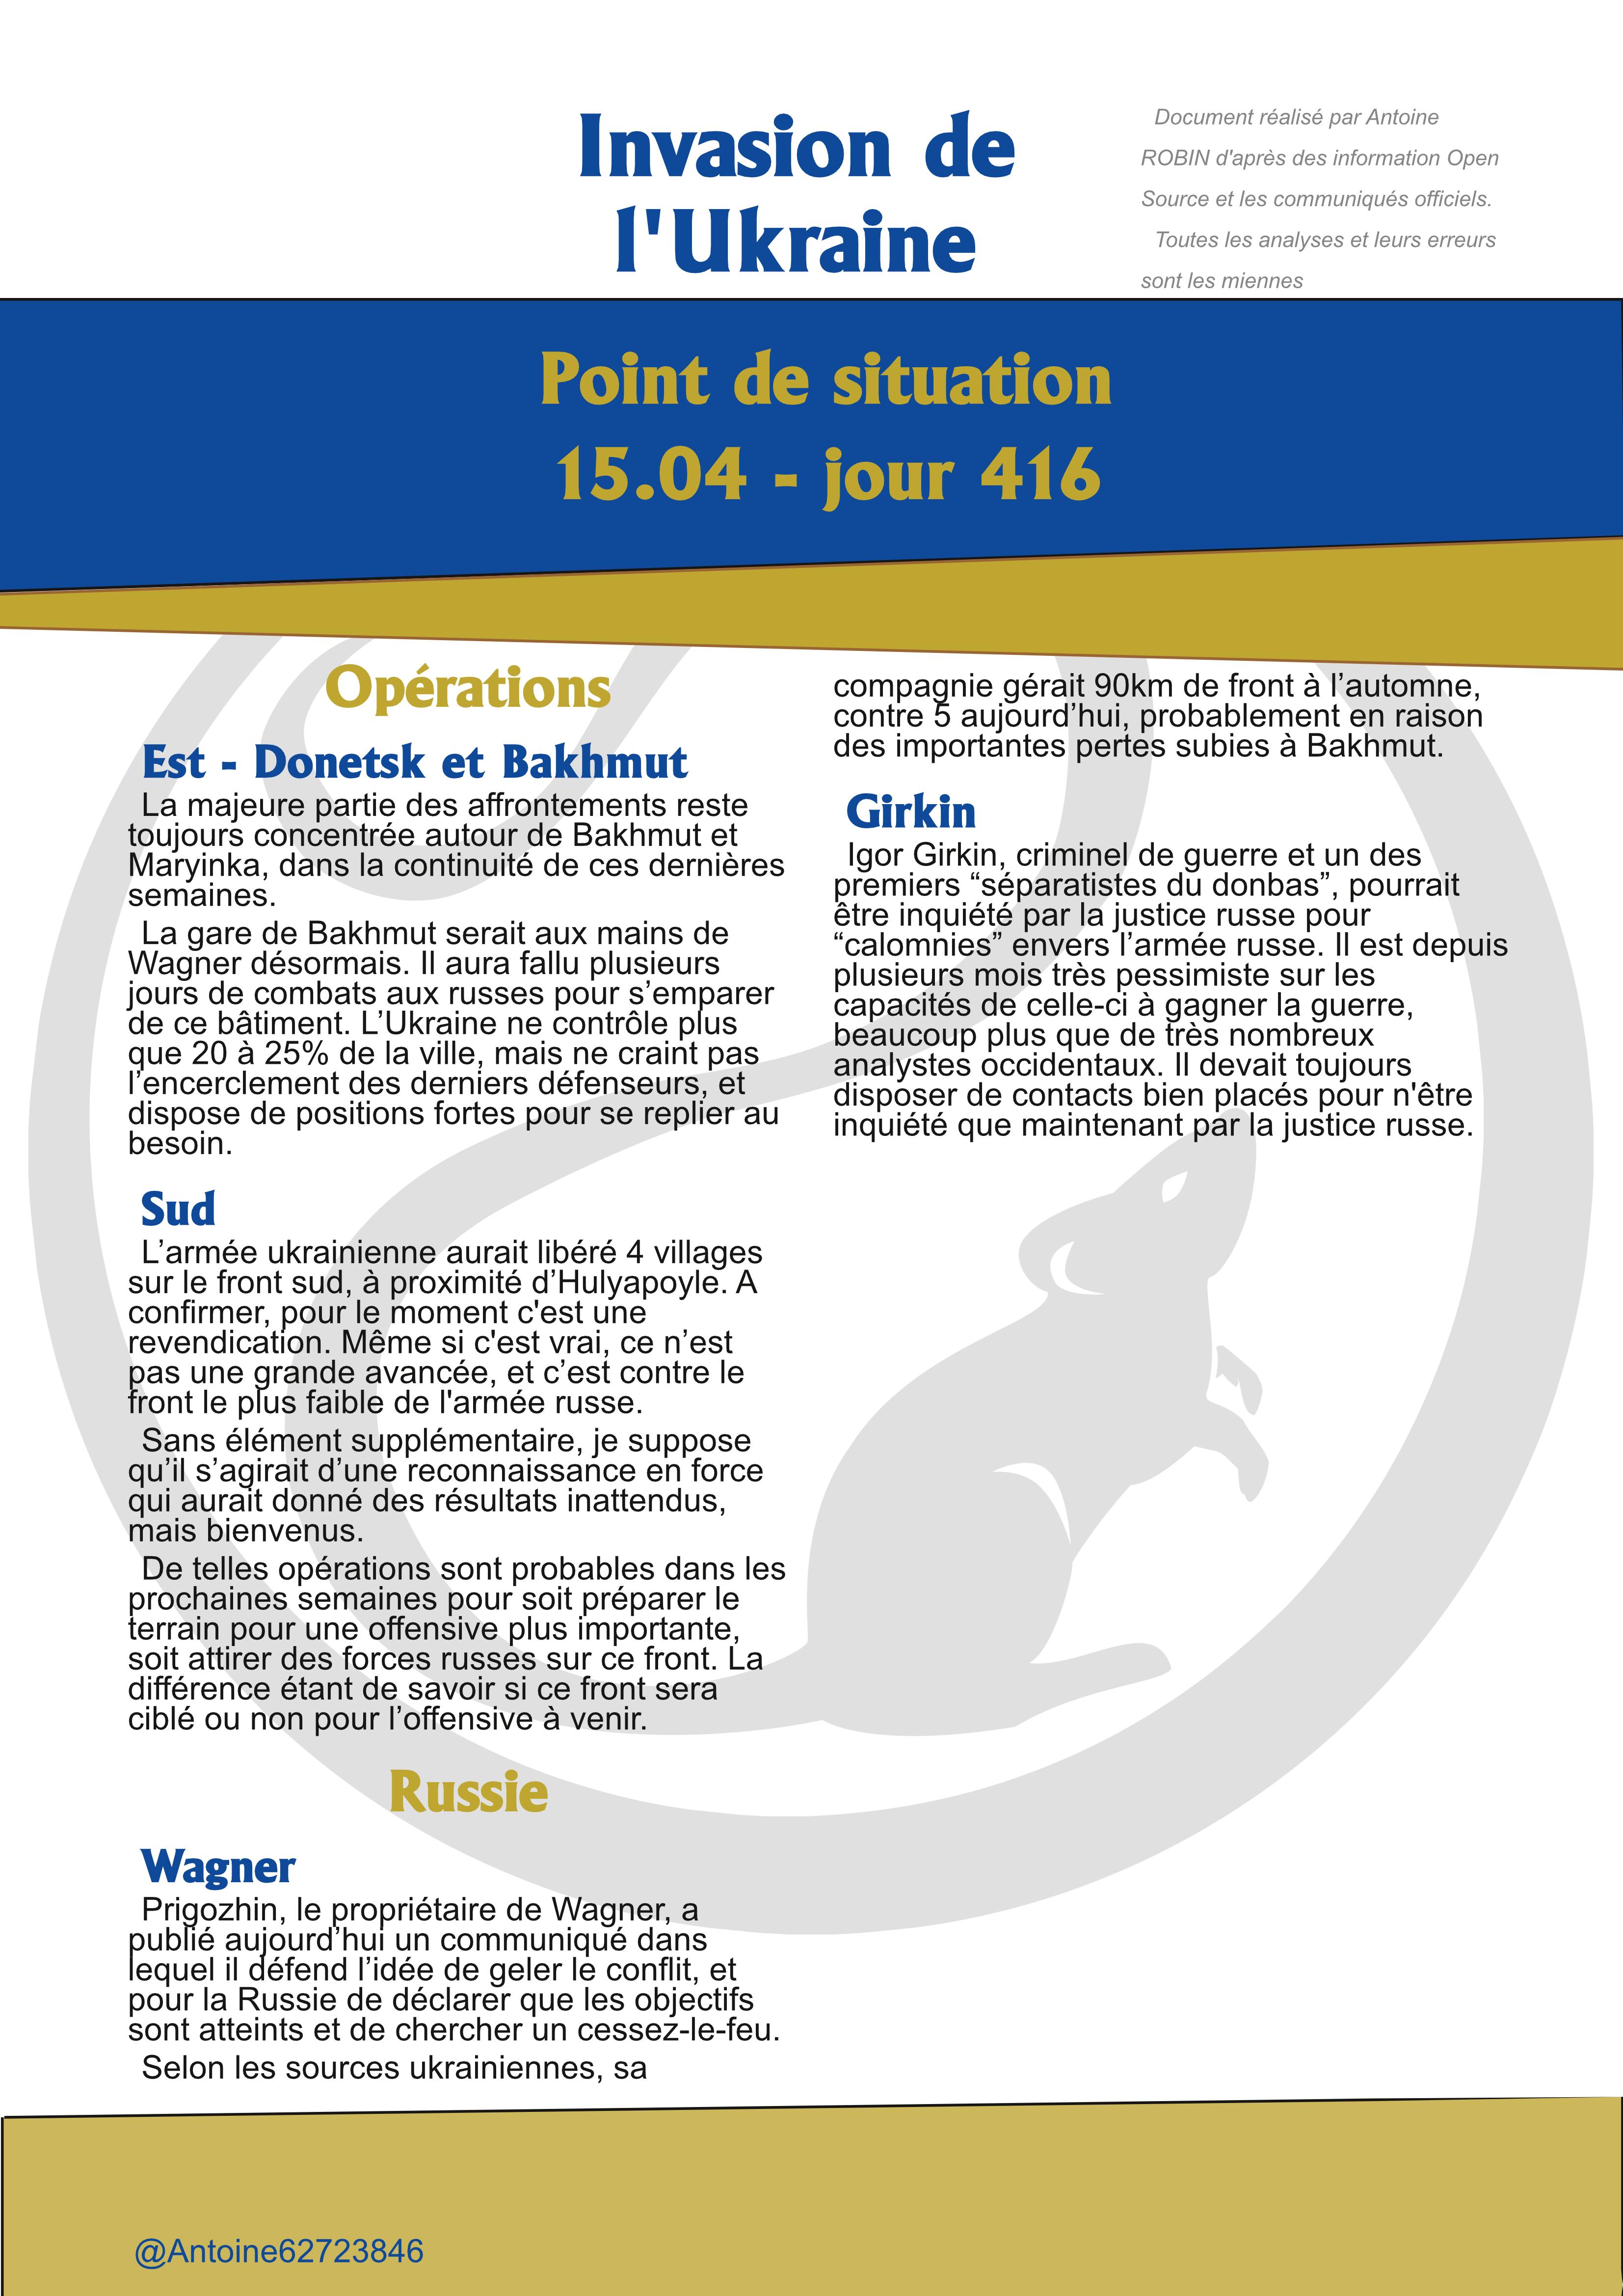 Invasion de
l'Ukraine
Document réalisé par Antoine
ROBIN d'après des information Open
Source et les communiqués officiels.
Toutes les analyses et leurs erreurs
sont les miennes
Point de situation
15.04 - jour 416
Opérations
Est - Donetsk et Bakhmut
La majeure partie des affrontements reste
toujours concentrée autour de Bakhmut et
Maryinka, dans la continuité de ces dernières
semaines.
La gare de Bakhmut serait aux mains de
Wagner désormais. Il aura fallu plusieurs
jours de combats aux russes pour s’emparer
de ce bâtiment. L’Ukraine ne contrôle plus
que 20 à 25% de la ville, mais ne craint pas
l’encerclement des derniers défenseurs, et
dispose de positions fortes pour se replier au
besoin.
Sud
L’armée ukrainienne aurait libéré 4 villages
sur le front sud, à proximité d’Hulyapoyle. A
confirmer, pour le moment c'est une
revendication. Même si c'est vrai, ce n’est
pas une grande avancée, et c’est contre le
front le plus faible de l'armée russe.
Sans élément supplémentaire, je suppose
qu’il s’agirait d’une reconnaissance en force
qui aurait donné des résultats inattendus,
mais bienvenus.
De telles opérations sont probables dans les
prochaines semaines pour soit préparer le
terrain pour une offensive plus importante,
soit attirer des forces russes sur ce front. La
différence étant de savoir si ce front sera
ciblé ou non pour l’offensive à venir.
Russie
Wagner
Prigozhin, le propriétaire de Wagner, a
publié aujourd’hui un communiqué dans
lequel il défend l’idée de geler le conflit, et
pour la Russie de déclarer que les objectifs
sont atteints et de chercher un cessez-le-feu.
Selon les sources ukrainiennes, sa
compagnie gérait 90km de front à l’automne,
contre 5 aujourd’hui, probablement en raison
des importantes pertes subies à Bakhmut.
Girkin
Igor Girkin, criminel de guerre et un des
premiers “séparatistes du donbas”, pourrait
être inquiété par la justice russe pour
“calomnies” envers l’armée russe. Il est depuis
plusieurs mois très pessimiste sur les
capacités de celle-ci à gagner la guerre,
beaucoup plus que de très nombreux
analystes occidentaux. Il devait toujours
disposer de contacts bien placés pour n'être
inquiété que maintenant par la justice russe.
@Antoine62723846